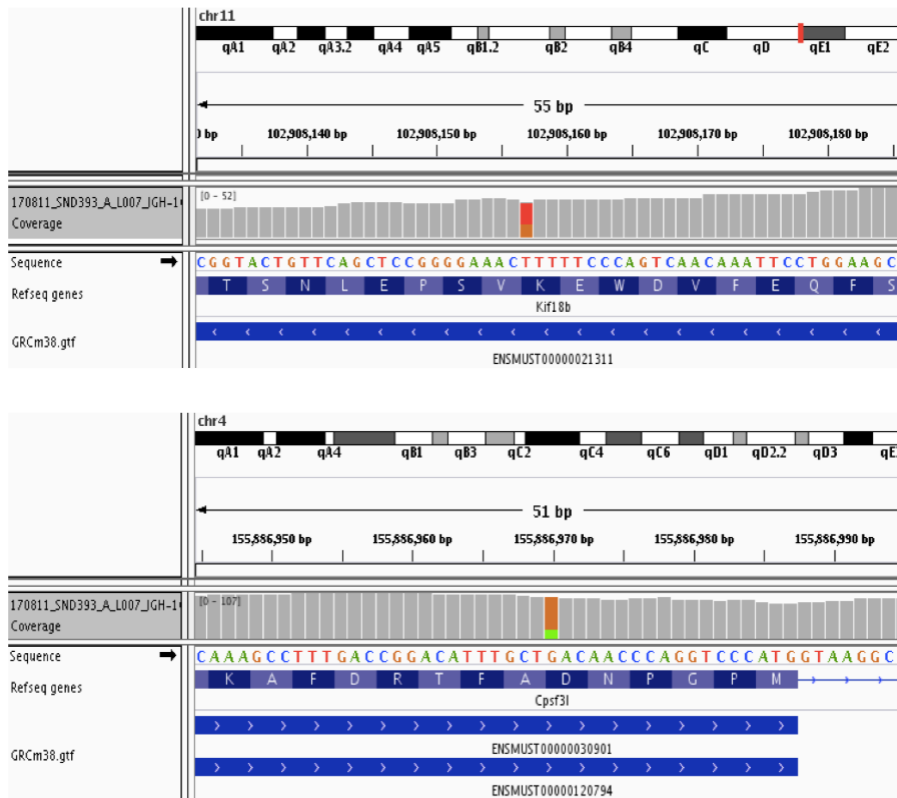 chr11
qA1 qA2 qA3.2 qA4 qA5 qB1.2 qB2 qB4 qC qD qE1 qE2
55 bp
0 bp 102,908,140 bp 102,908,150 bp 102,908,160 bp 102,908,170 bp 102,908,180 bp
170811_SND393_A_L007_JGH-1 [0 - 52]
Coverage
Sequence CGGTACTGTTCAGCTCCGGGGAAACTTTTTCCCAGTCAACAAATTCCTGGAAGC
Refseq genes T S N L E P S V K E W D V F E Q F S
Kif18b
GRCm38.gtf
ENSMUST00000021311
chr4
qA1 qA2 qA4 qB1 qB3 qC2 qC4 qC6 qD1 qD2.2 qD3 qE
51 bp
155,886,950 bp 155,886,960 bp 155,886,970 bp 155,886,980 bp 155,886,990 bp
170811_SND393_A_L007_JGH-1 [0 - 107]
Coverage
Sequence CAAAGCCTTTGACCGGACATTTGCTGACAACCCAGGTCCCATGGTAAGGC
Refseq genes K A F D R T F A D N P G P M
Cpsf3l
ENSMUST00000030901
GRCm38.gtf
ENSMUST00000120794